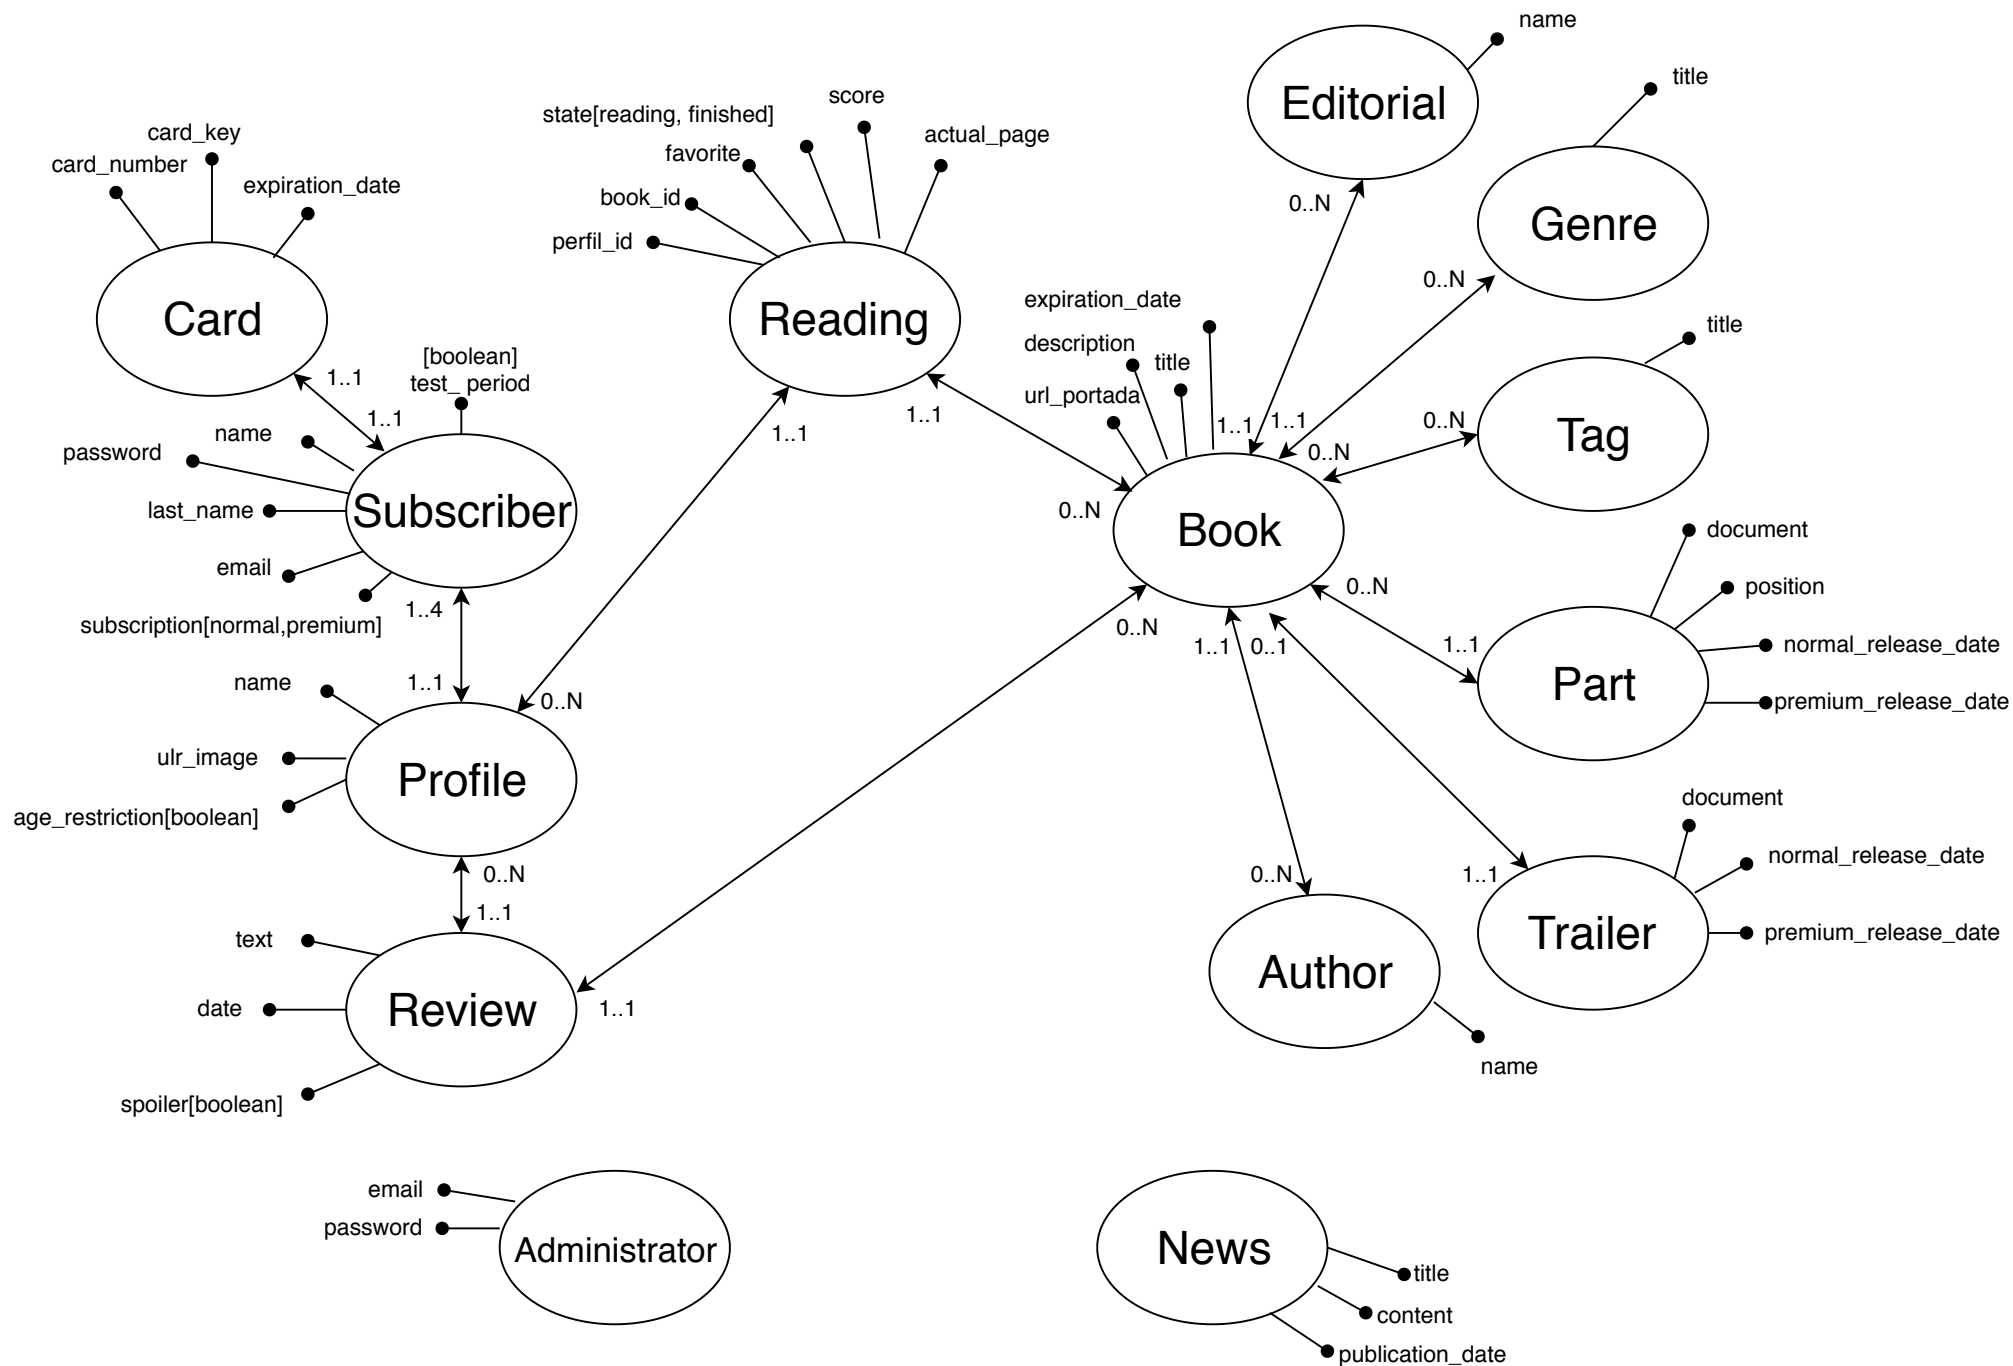 name
Editorial
title
Genre
0..N
0..N
score
state[reading, finished]
actual_page
favorite
book_id
perfil_id
Reading
1..1
1..1
card_key
card_number
expiration_date
Card
1..1
1..1
[boolean]
test_ period
name
password
last_name
email
subscription[normal,premium]
Subscriber
1..4
1..1
expiration_date
description
title
url_portada
1..1
1..1
0..N
0..N
Book
0..N
0..N
1..1
0..1
0..N
title
Tag
0..N
document
position
normal_release_date
premium_release_date
Part
1..1
name
ulr_image
age_restriction[boolean]
Profile
0..N
0..N
1..1
text
date
spoiler[boolean]
Review
1..1
document
normal_release_date
premium_release_date
Trailer
1..1
0..N
Author
name
email
password
Administrator
News
title
content
publication_date